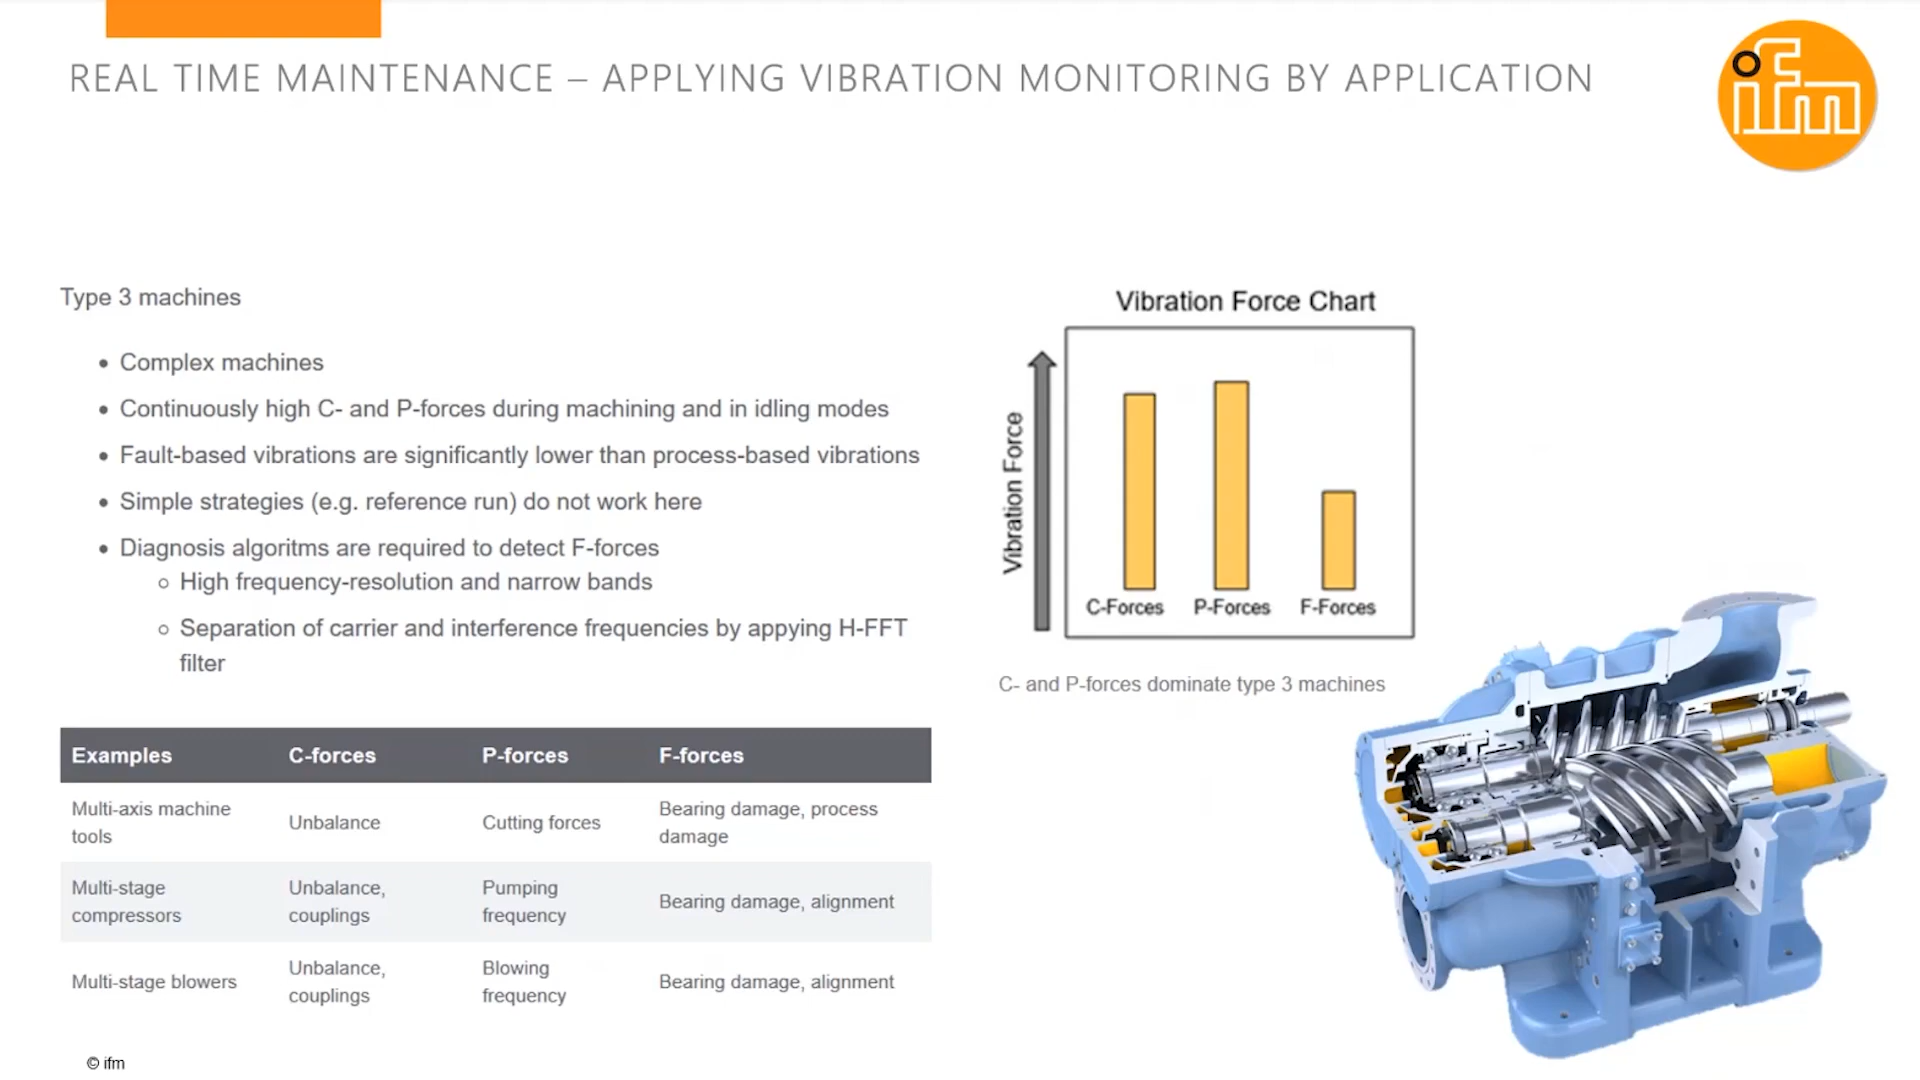 REAL TIME MAINTENANCE – APPLYING VIBRATION MONITORING BY APPLICATION
ifm
Type 3 machines
• Complex machines
• Continuously high C- and P-forces during machining and in idling modes
• Fault-based vibrations are significantly lower than process-based vibrations
• Simple strategies (e.g. reference run) do not work here
• Diagnosis algoritms are required to detect F-forces
○ High frequency-resolution and narrow bands
○ Separation of carrier and interference frequencies by appying H-FFT
filter
Vibration Force Chart
Vibration Force
C-Forces P-Forces F-Forces
C- and P-forces dominate type 3 machines
Examples C-forces P-forces F-forces
Multi-axis machine
tools
Unbalance
Cutting forces
Bearing damage, process
damage
Multi-stage
compressors
Unbalance,
couplings
Pumping
frequency
Bearing damage, alignment
Multi-stage blowers
Unbalance,
couplings
Blowing
frequency
Bearing damage, alignment
© ifm